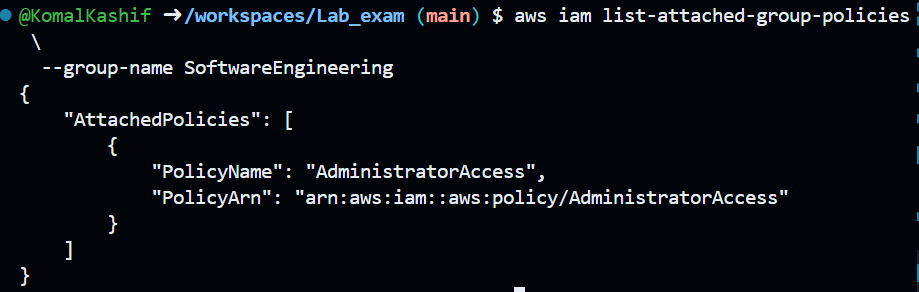 @KomalKashif ➜/workspaces/Lab_exam (main) $ aws iam list-attached-group-policies
 \
  --group-name SoftwareEngineering
{
    "AttachedPolicies": [
        {
            "PolicyName": "AdministratorAccess",
            "PolicyArn": "arn:aws:iam::aws:policy/AdministratorAccess"
        }
    ]
}